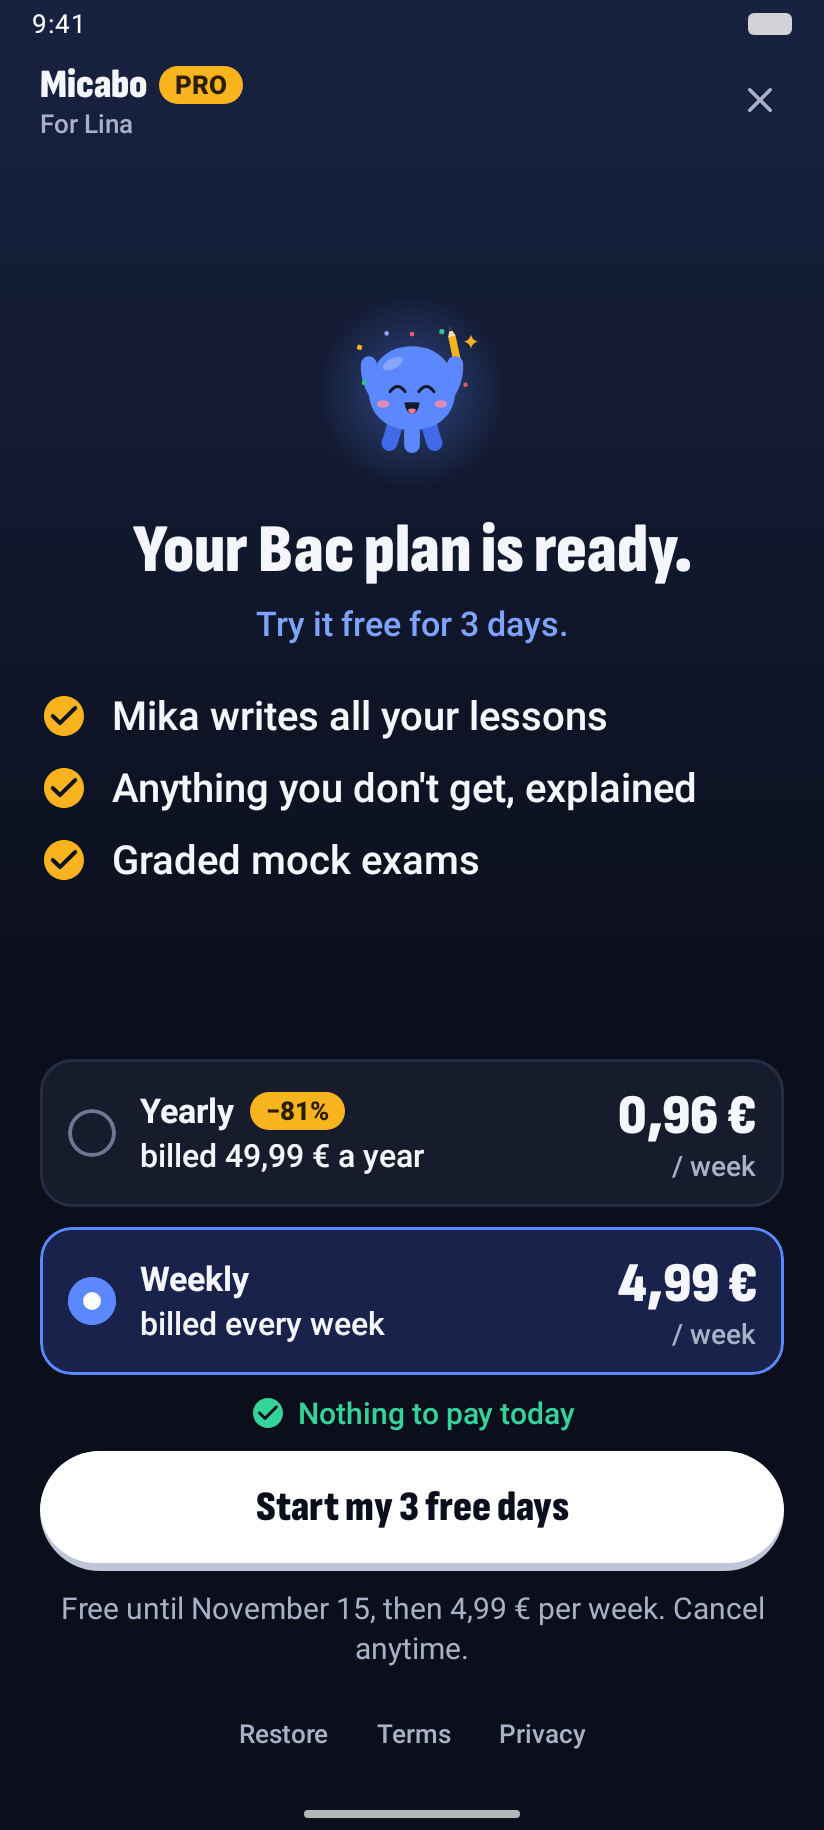 9:41
Micabo PRO
For Lina
Your Bac plan is ready.
Try it free for 3 days.
Mika writes all your lessons
Anything you don't get, explained
Graded mock exams
Yearly −81%
billed 49,99 € a year
0,96 €
/ week
Weekly
billed every week
4,99 €
/ week
Nothing to pay today
Start my 3 free days
Free until November 15, then 4,99 € per week. Cancel
anytime.
Restore Terms Privacy